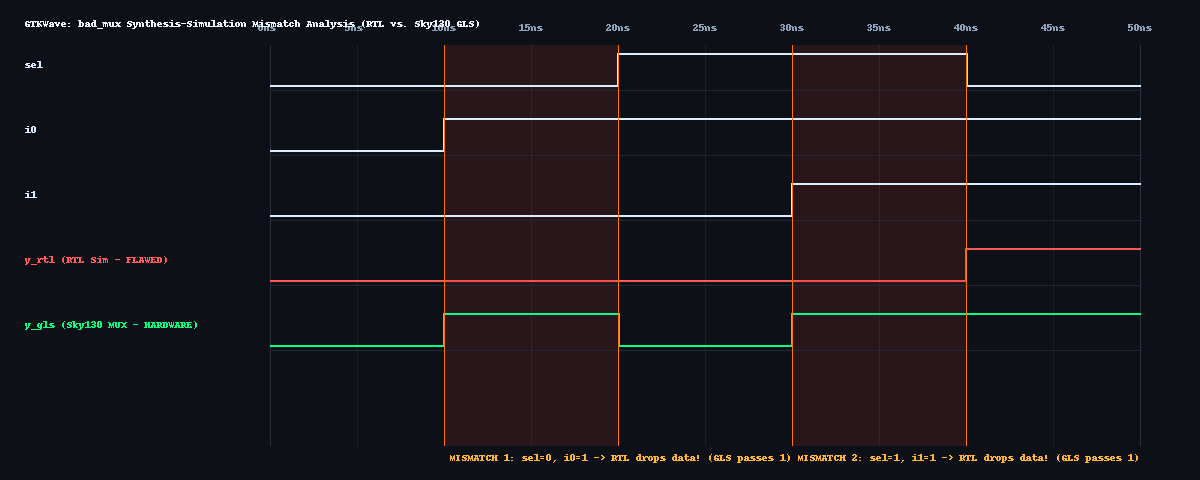 GTKWave: bad_mux Synthesis-Simulation Mismatch Analysis (RTL vs. Sky130 GLS)
0ns 5ns 10ns 15ns 20ns 25ns 30ns 35ns 40ns 45ns 50ns
sel
i0
i1
y_rtl (RTL Sim - FLAWED)
y_gls (Sky130 MUX - HARDWARE)
MISMATCH 1: sel=0, i0=1 -> RTL drops data! (GLS passes 1) MISMATCH 2: sel=1, i1=1 -> RTL drops data! (GLS passes 1)